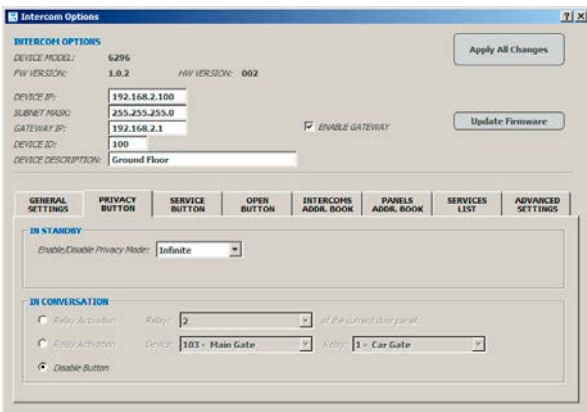 Intercom Options
INTERCOM OPTIONS
DEVICE MODEL: 6296
FW VERSION: 1.0.2 HW VERSION: 002
Apply All Changes
DEVICE IP: 192.168.2.100
SUBNET MASK: 255.255.255.0
GATEWAY IP: 192.168.2.1
ENABLE GATEWAY
Update Firmware
DEVICE ID: 100
DEVICE DESCRIPTION: Ground Floor
GENERAL SETTINGS
PRIVACY BUTTON
SERVICE BUTTON
OPEN BUTTON
INTERCOMS ADDR. BOOK
PANELS ADDR. BOOK
SERVICES LIST
ADVANCED SETTINGS
IN STANDBY
Enable/Disable Privacy Mode: Infinite
IN CONVERSATION
Relay Activation Relay: 2 of the current door panel.
Relay Activation Device: 103 - Main Gate Relay: 1 - Car Gate
Disable Button